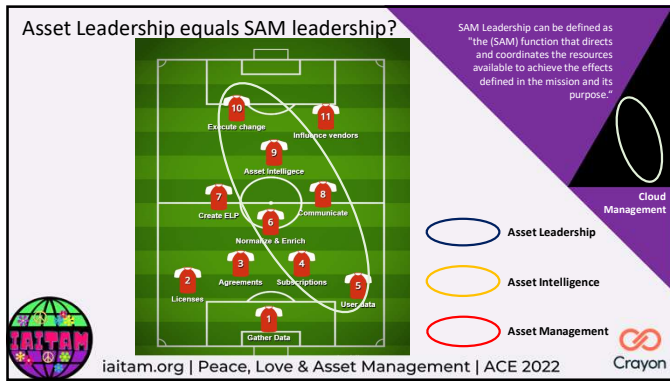 Asset Leadership equals SAM leadership?
SAM Leadership can be defined as
"the (SAM) function that directs
and coordinates the resources
available to achieve the effects
defined in the mission and its
purpose."
10
Execute change
11
Influence vendors
9
Asset Intelligece
7
Create ELP
8
Communicate
6
Normalize & Enrich
2
Licenses
3
Agreements
4
Subscriptions
5
User data
1
Gather Data
Cloud
Management
Asset Leadership
Asset Intelligence
Asset Management
IAITAM
iaitam.org | Peace, Love & Asset Management | ACE 2022
Crayon